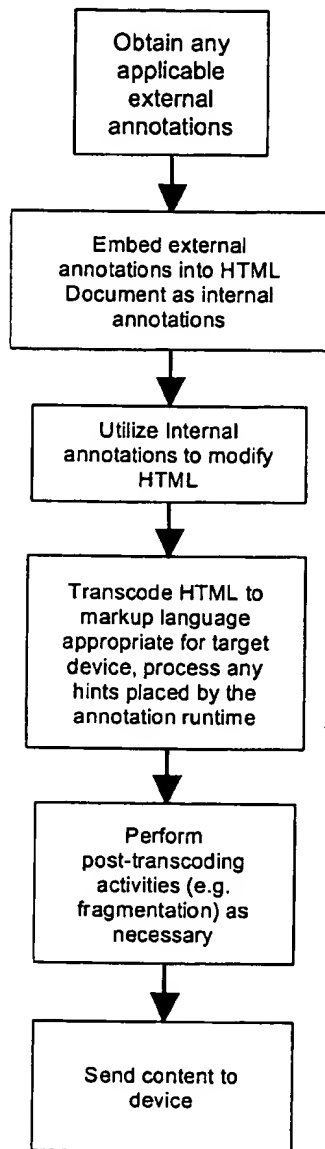 Obtain any
applicable
external
annotations
Embed external
annotations into HTML
Document as internal
annotations
Utilize Internal
annotations to modify
HTML
Transcode HTML to
markup language
appropriate for target
device, process any
hints placed by the
annotation runtime
Perform
post-transcoding
activities (e.g.
fragmentation) as
necessary
Send content to
device